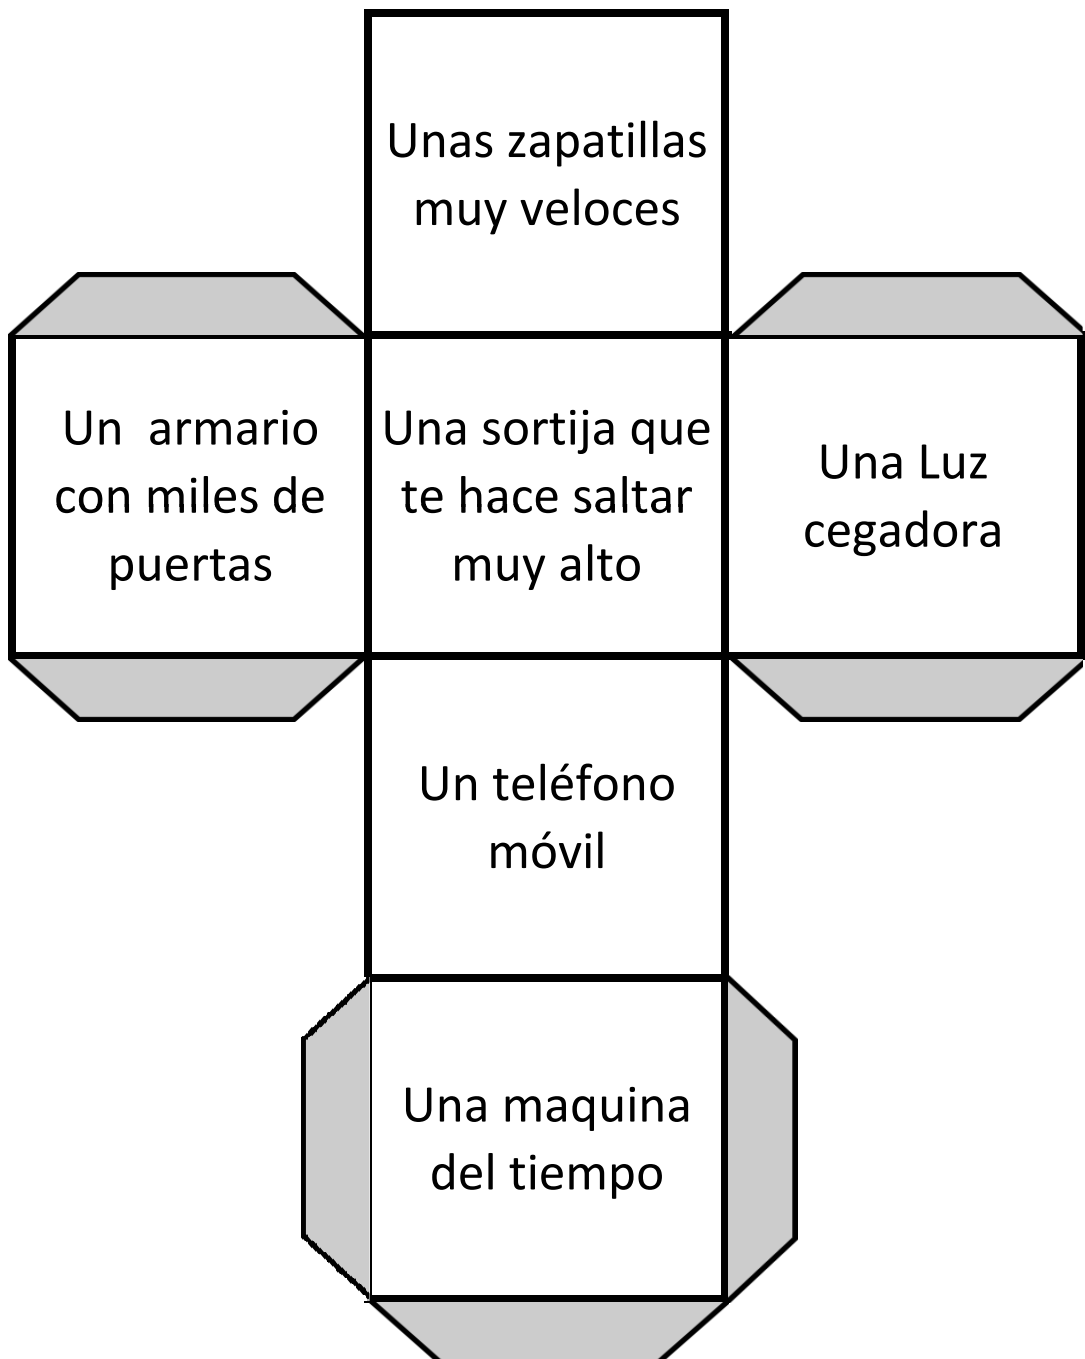 Unas zapatillas
muy veloces
Un  armario
con miles de
puertas
Una sortija que
te hace saltar
muy alto
Una Luz
cegadora
Un teléfono
móvil
Una maquina
del tiempo